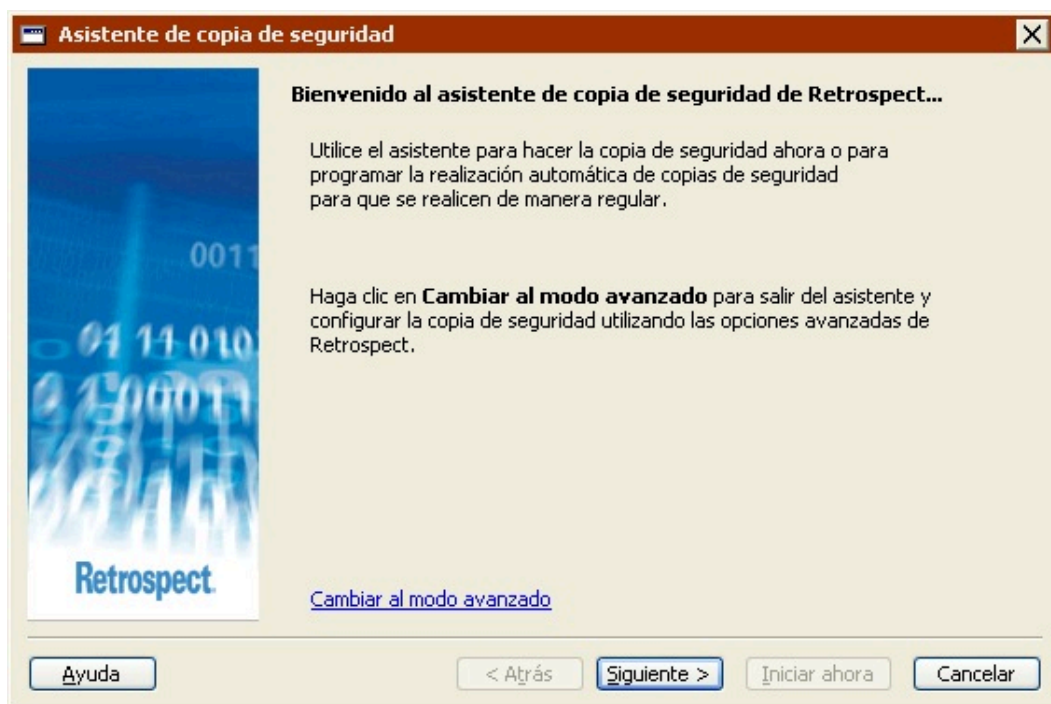 Asistente de copia de seguridad
Bienvenido al asistente de copia de seguridad de Retrospect...
Utilice el asistente para hacer la copia de seguridad ahora o para
programar la realización automática de copias de seguridad
para que se realicen de manera regular.
0011
Haga clic en Cambiar al modo avanzado para salir del asistente y
configurar la copia de seguridad utilizando las opciones avanzadas de
Retrospect.
01 11 010
0 100011
Retrospect.
Cambiar al modo avanzado
Ayuda
< Atrás
Siguiente >
Iniciar ahora
Cancelar